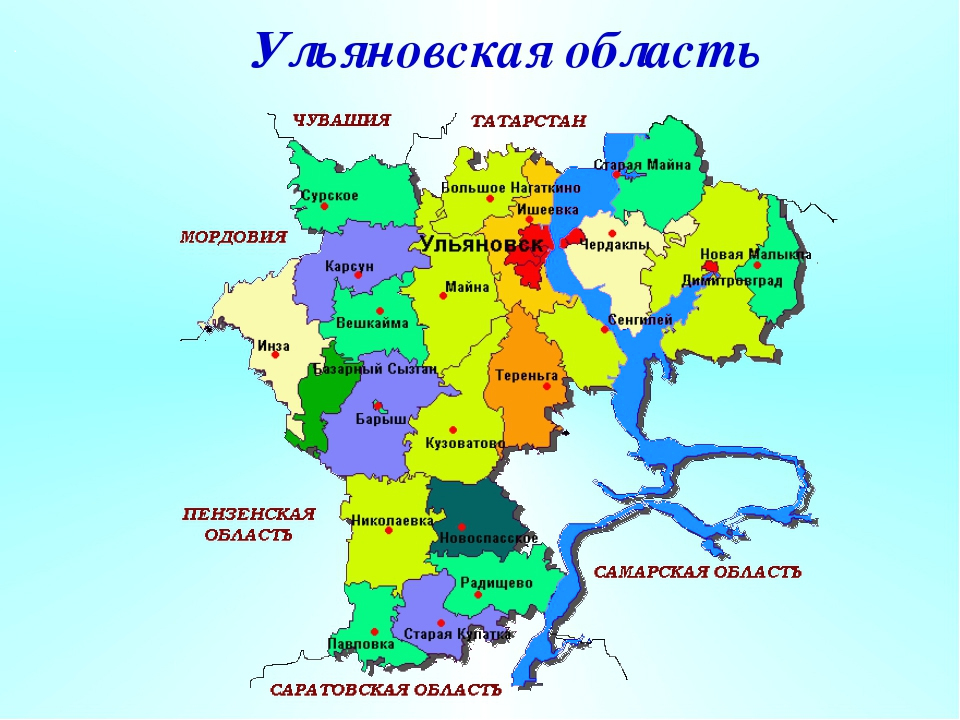 Ульяновская область
ЧУВАШИЯ
ТАТАРСТАН
Старая Майна
Большое Нагаткино
Сурское
Ишеевка
МОРДОВИЯ
Ульяновск
Чердаклы
Новая Малыкла
Карсун
Димитровград
Майна
Вешкайма
Сенгилей
Инза
Базарный Сызган
Тереньга
Барыш
Кузоватово
ПЕНЗЕНСКАЯ
ОБЛАСТЬ
Николаевка
Новоспасское
САМАРСКАЯ ОБЛАСТЬ
Радищево
Старая Кулатка
Павловка
САРАТОВСКАЯ ОБЛАСТЬ